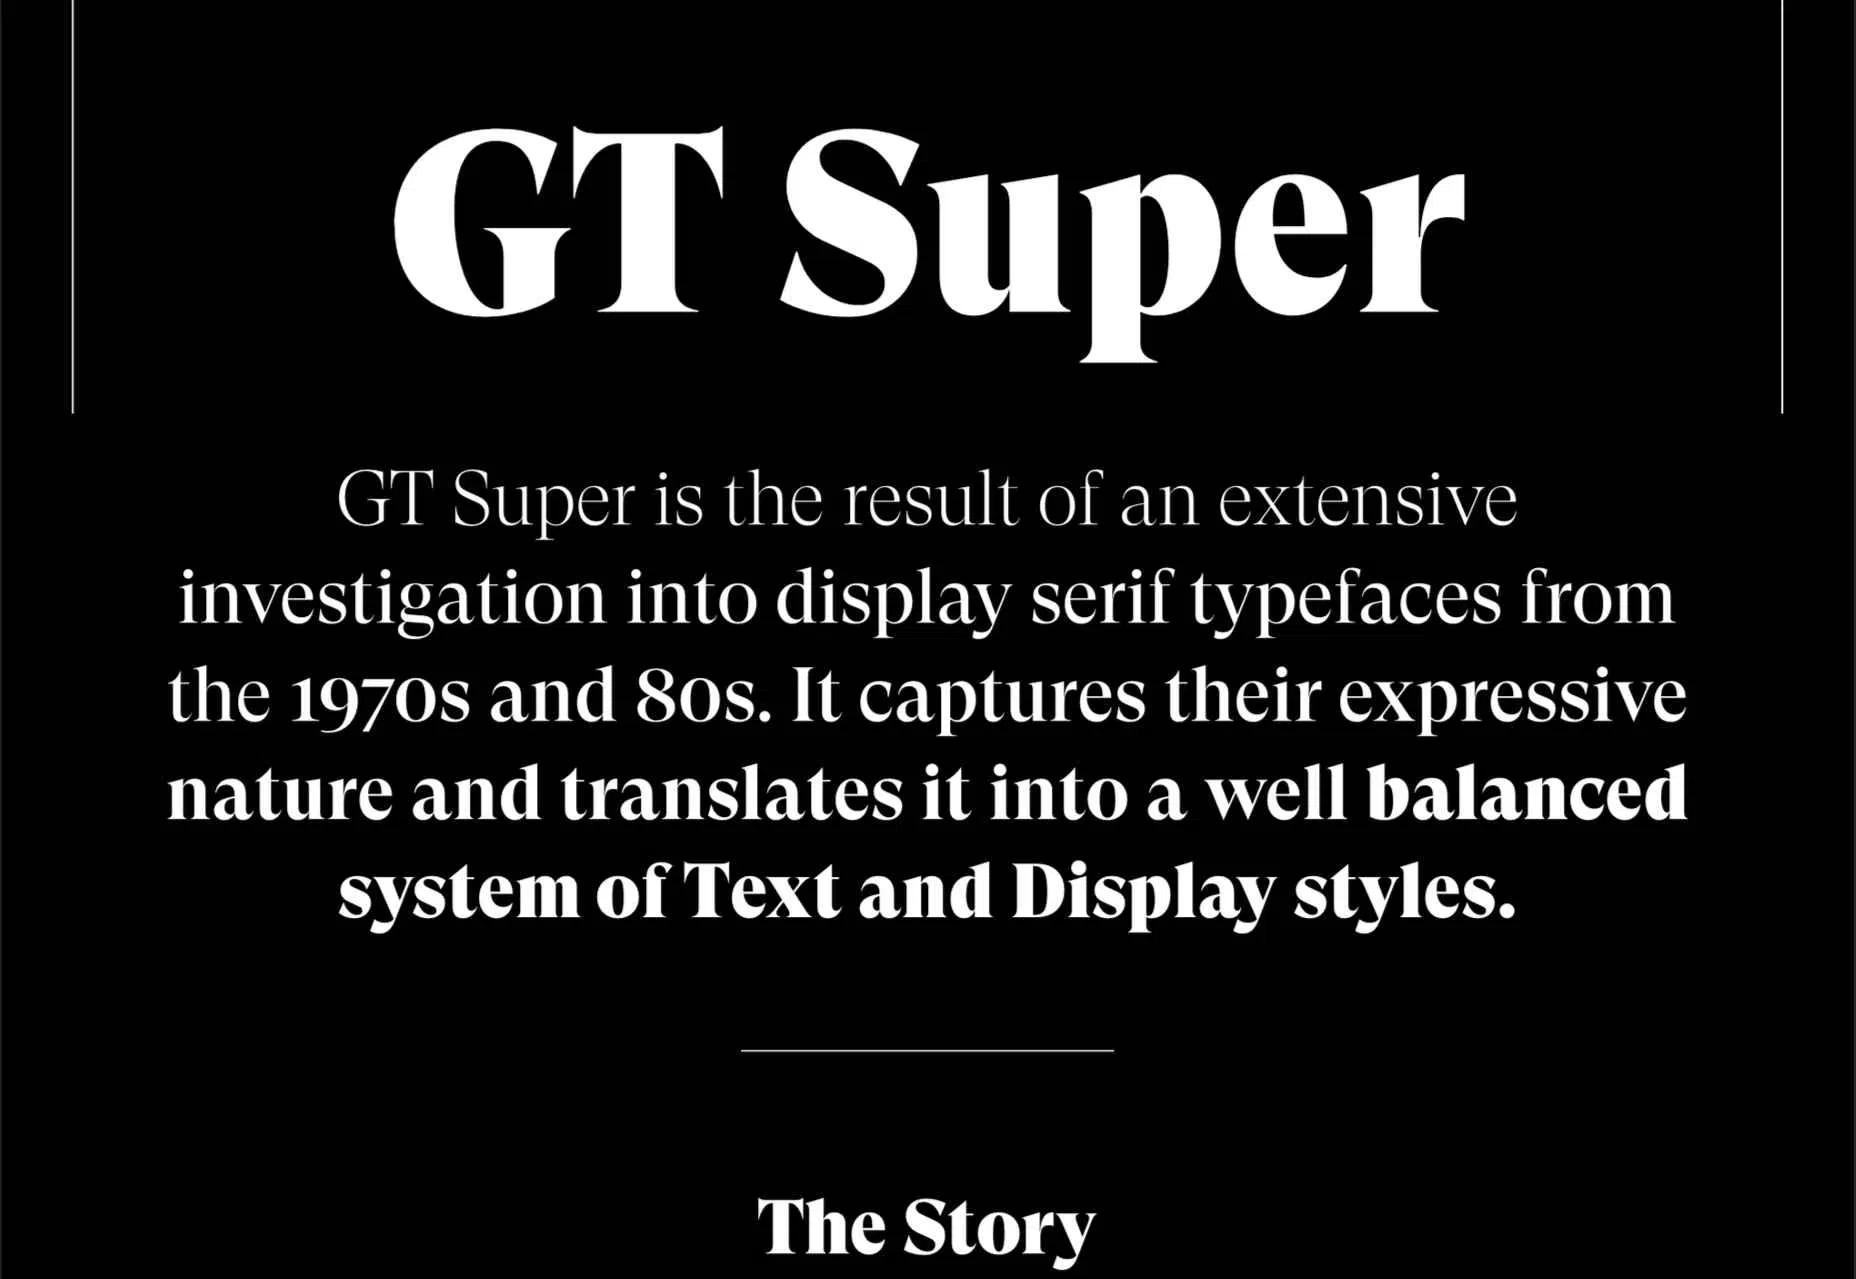 GT Super
GT Super is the result of an extensive
investigation into display serif typefaces from
the 1970s and 80s. It captures their expressive
nature and translates it into a well balanced
system of Text and Display styles.
The Story